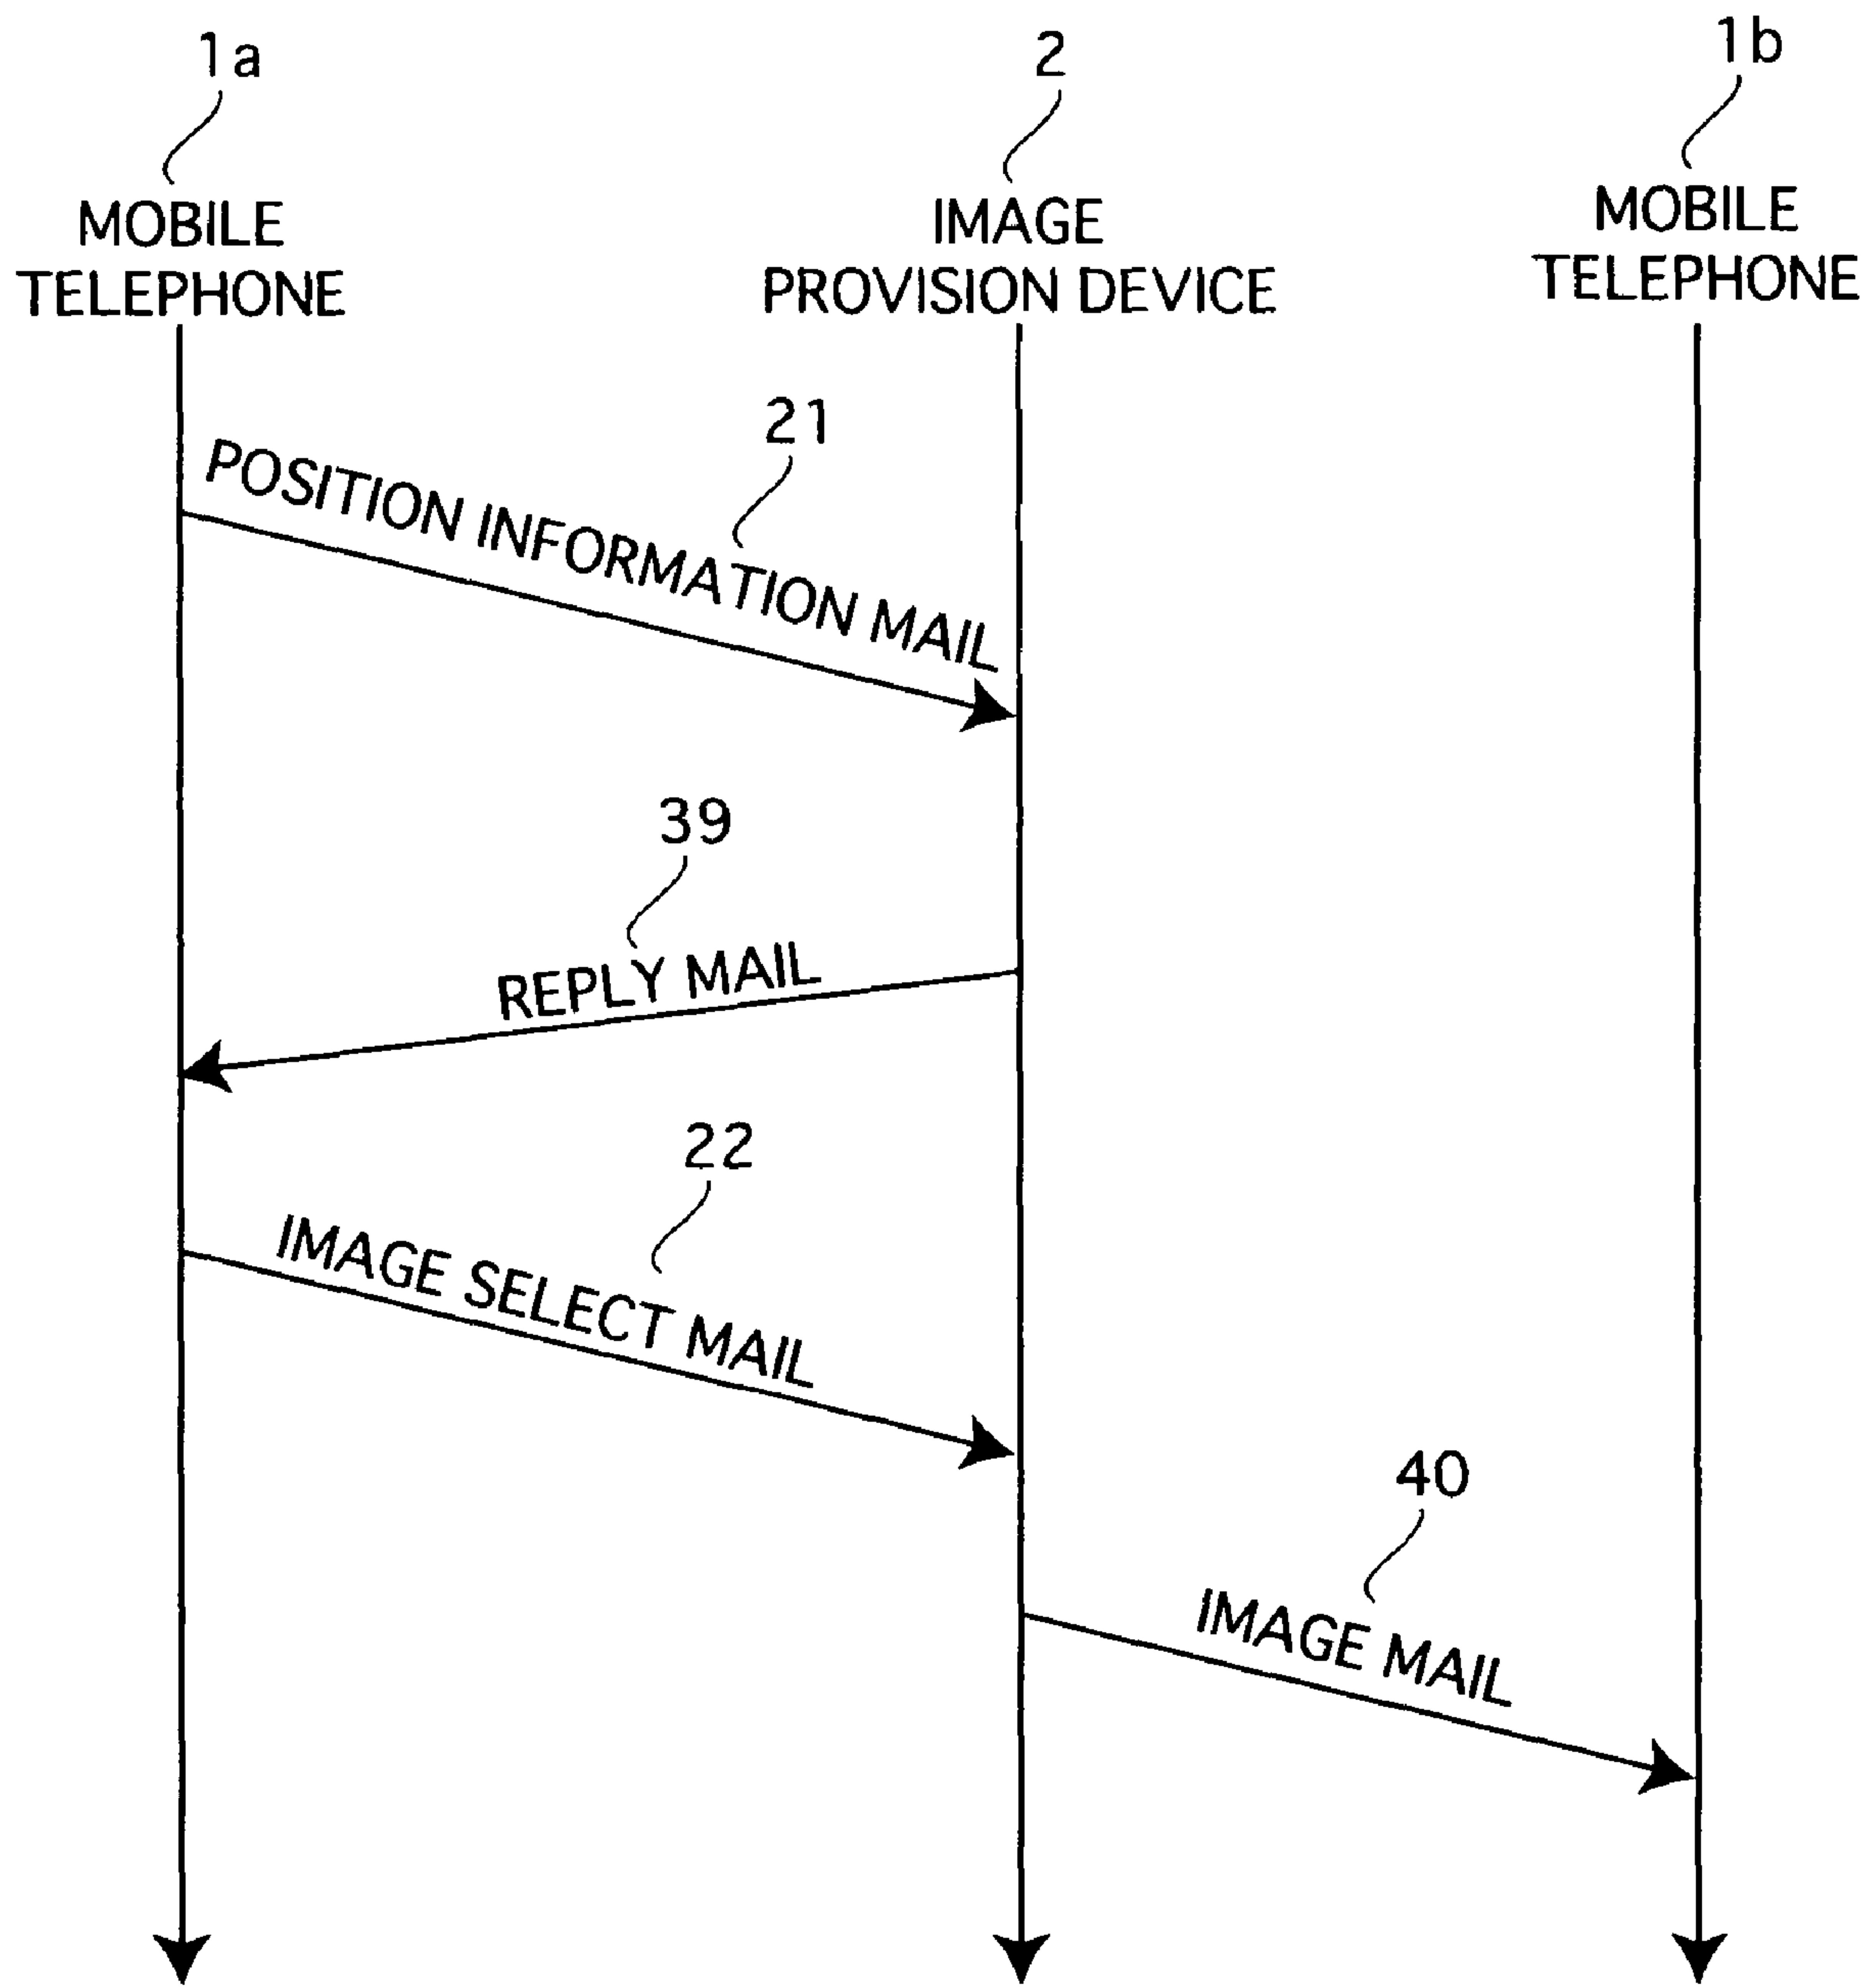 1a
2
1b
MOBILE
TELEPHONE
IMAGE
PROVISION DEVICE
MOBILE
TELEPHONE
21
POSITION INFORMATION MAIL
39
REPLY MAIL
22
IMAGE SELECT MAIL
40
IMAGE MAIL